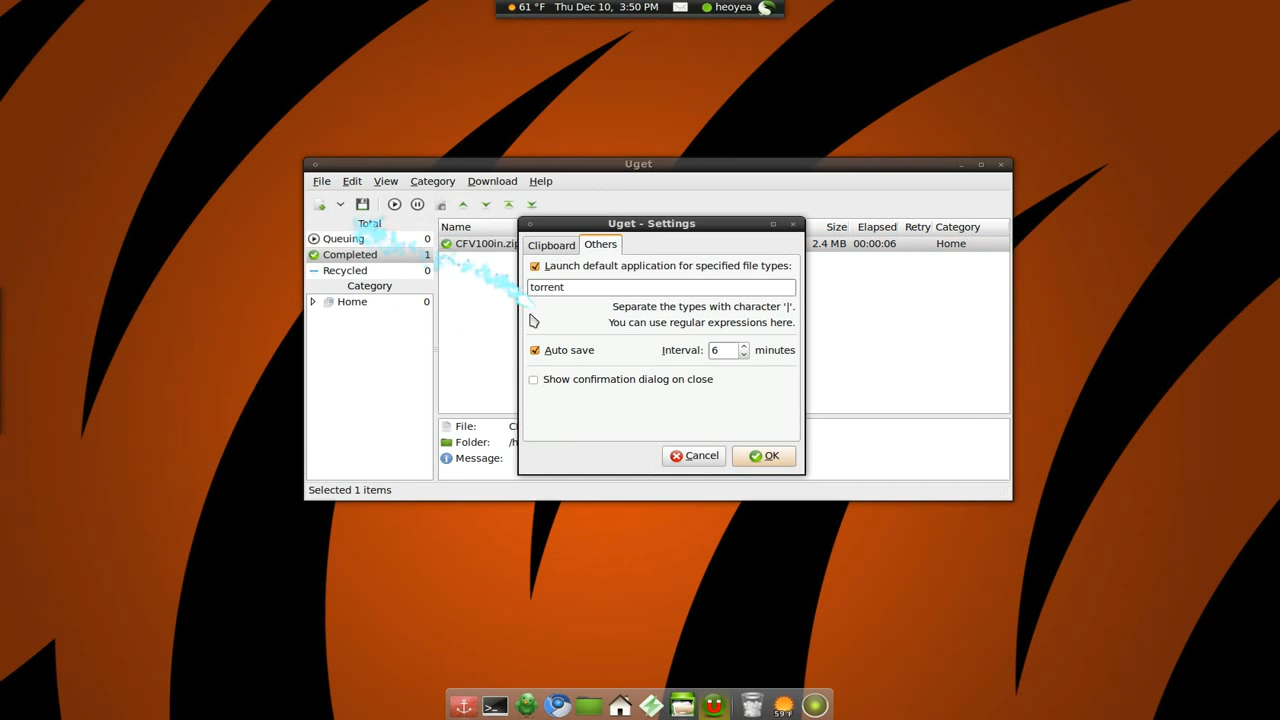 61 °F Thu Dec 10, 3:50 PM heoyea
Uget
File Edit View Category Download Help
Total
Queuing 0
Completed 1
Recycled 0
Category
Home 0
Name Size Elapsed Retry Category
CFV100in.zip 2.4 MB 00:00:06 Home
Uget - Settings
Clipboard Others
Launch default application for specified file types:
torrent
Separate the types with character '|'.
You can use regular expressions here.
Auto save Interval: 6 minutes
Show confirmation dialog on close
Cancel OK
File:
Folder: /h
Message:
Selected 1 items
59 F